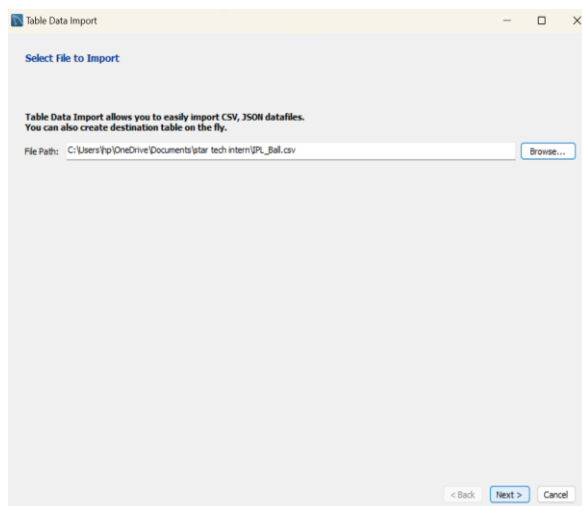 Table Data Import
Select File to Import
Table Data Import allows you to easily import CSV, JSON datafiles.
You can also create destination table on the fly.
File Path: C:\Users\hp\OneDrive\Documents\star tech intern\IPL_Ball.csv Browse...
< Back Next > Cancel